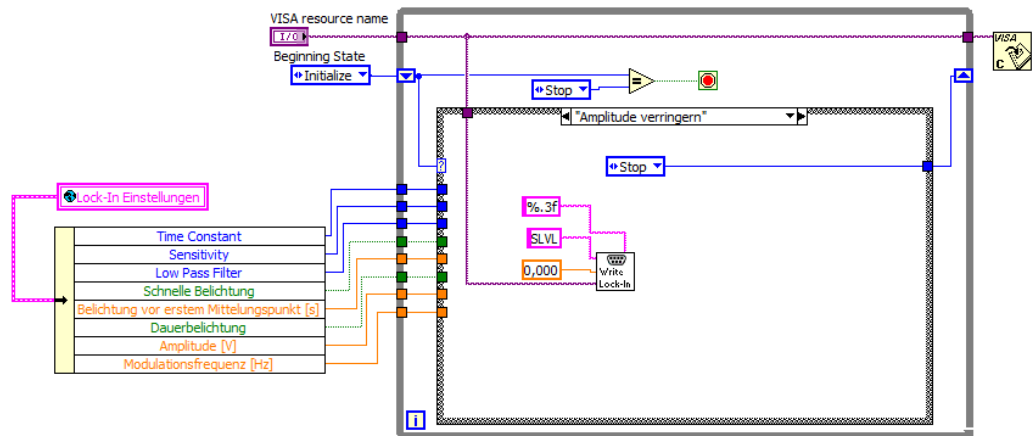 VISA resource name
I/O
Beginning State
Initialize
Stop
=
VISA
C
"Amplitude verringern"
?
Stop
Lock-In Einstellungen
%.3f
SLVL
0,000
Write
Lock-In
Time Constant
Sensitivity
Low Pass Filter
Schnelle Belichtung
Belichtung vor erstem Mittelungspunkt [s]
Dauerbelichtung
Amplitude [V]
Modulationsfrequenz [Hz]
i